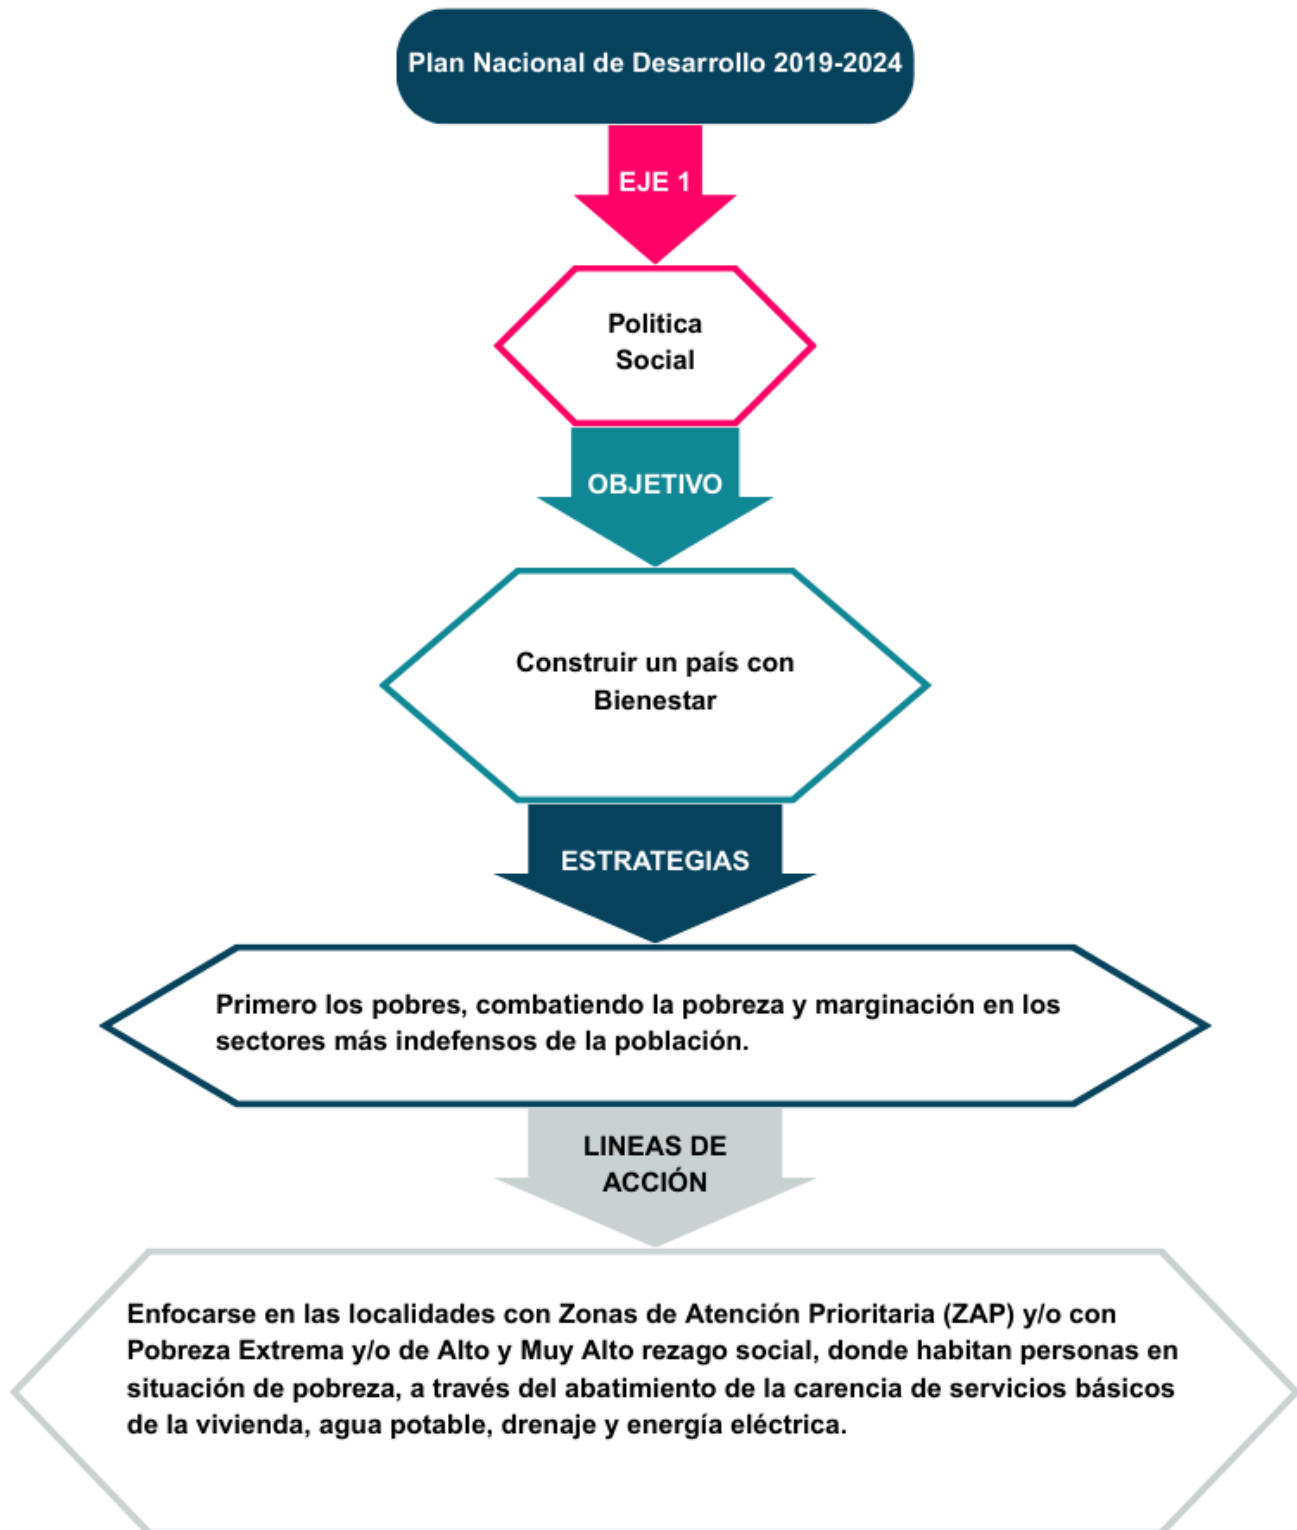 Plan Nacional de Desarrollo 2019-2024
EJE 1
Politica
Social
OBJETIVO
Construir un país con
Bienestar
ESTRATEGIAS
Primero los pobres, combatiendo la pobreza y marginación en los
sectores más indefensos de la población.
LINEAS DE
ACCIÓN
Enfocarse en las localidades con Zonas de Atención Prioritaria (ZAP) y/o con
Pobreza Extrema y/o de Alto y Muy Alto rezago social, donde habitan personas en
situación de pobreza, a través del abatimiento de la carencia de servicios básicos
de la vivienda, agua potable, drenaje y energía eléctrica.